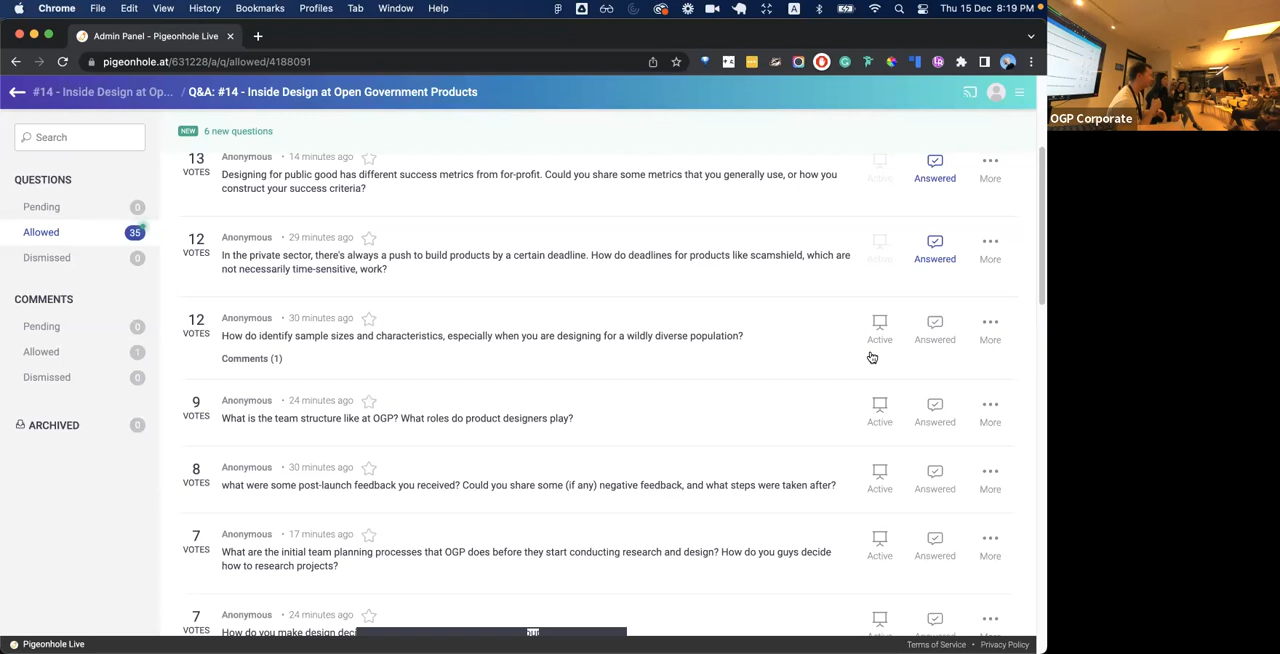 Chrome File Edit View History Bookmarks Profiles Tab Window Help Thu 15 Dec 8:19 PM
Admin Panel - Pigeonhole Live
pigeonhole.at/631228/a/q/allowed/4188091
#14 - Inside Design at Op... / Q&A: #14 - Inside Design at Open Government Products
OGP Corporate
Search
NEW 6 new questions
QUESTIONS
Pending 0
Allowed 35
Dismissed 0
COMMENTS
Pending 0
Allowed 1
Dismissed 0
ARCHIVED 0
13 VOTES
Anonymous • 14 minutes ago
Designing for public good has different success metrics from for-profit. Could you share some metrics that you generally use, or how you
construct your success criteria?
Active Answered More
12 VOTES
Anonymous • 29 minutes ago
In the private sector, there's always a push to build products by a certain deadline. How do deadlines for products like scamshield, which are
not necessarily time-sensitive, work?
Active Answered More
12 VOTES
Anonymous • 30 minutes ago
How do identify sample sizes and characteristics, especially when you are designing for a wildly diverse population?
Comments (1)
Active Answered More
9 VOTES
Anonymous • 24 minutes ago
What is the team structure like at OGP? What roles do product designers play?
Active Answered More
8 VOTES
Anonymous • 30 minutes ago
what were some post-launch feedback you received? Could you share some (if any) negative feedback, and what steps were taken after?
Active Answered More
7 VOTES
Anonymous • 17 minutes ago
What are the initial team planning processes that OGP does before they start conducting research and design? How do you guys decide
how to research projects?
Active Answered More
7 VOTES
Anonymous • 24 minutes ago
How do you make design deci
Pigeonhole Live
Terms of Service • Privacy Policy